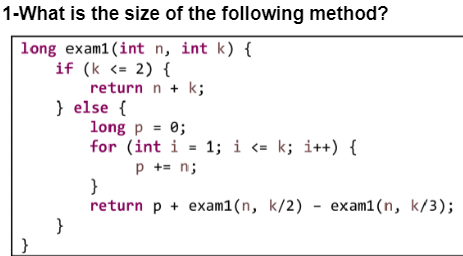 1-What is the size of the following method?
long exam1(int n, int k) {
if (k <= 2) {
return n + k;
} else {
long p = 0;
for (int i = 1; i <= k; i++) {
p += n;
}
return p + exam1(n, k/2) - exam1(n, k/3);
}
}